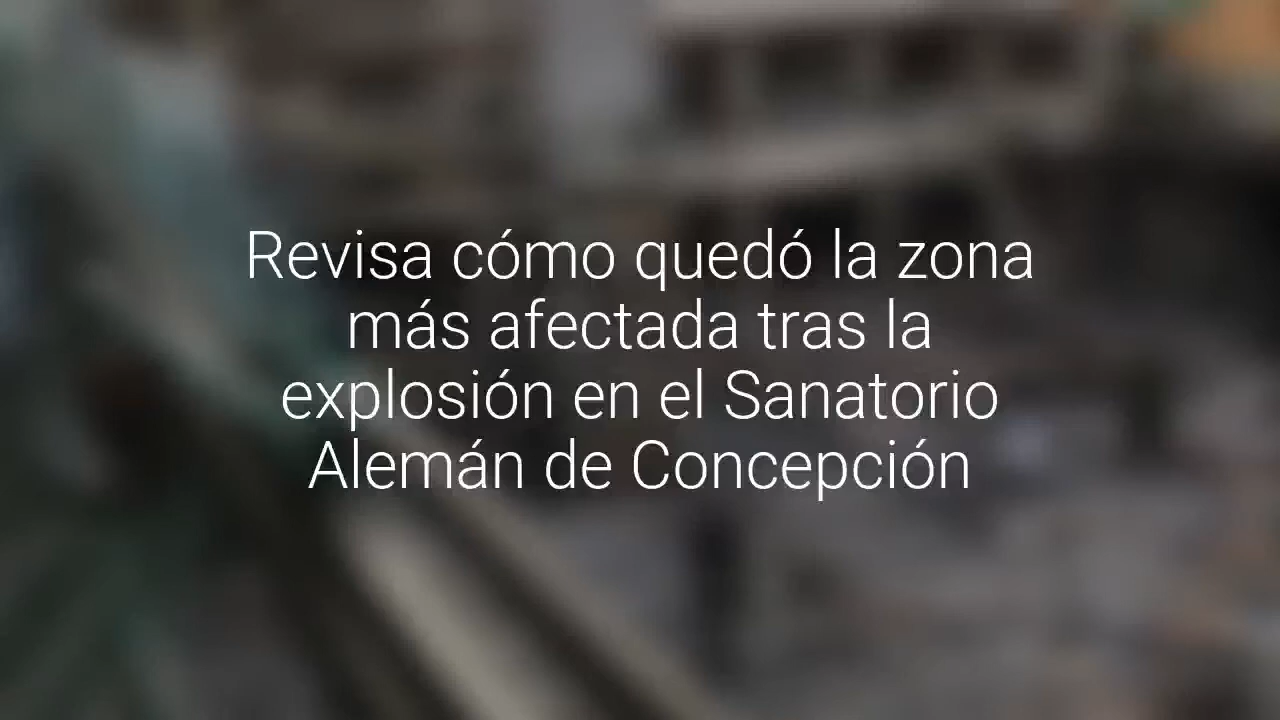 Revisa cómo quedó la zona
más afectada tras la
explosión en el Sanatorio
Alemán de Concepción